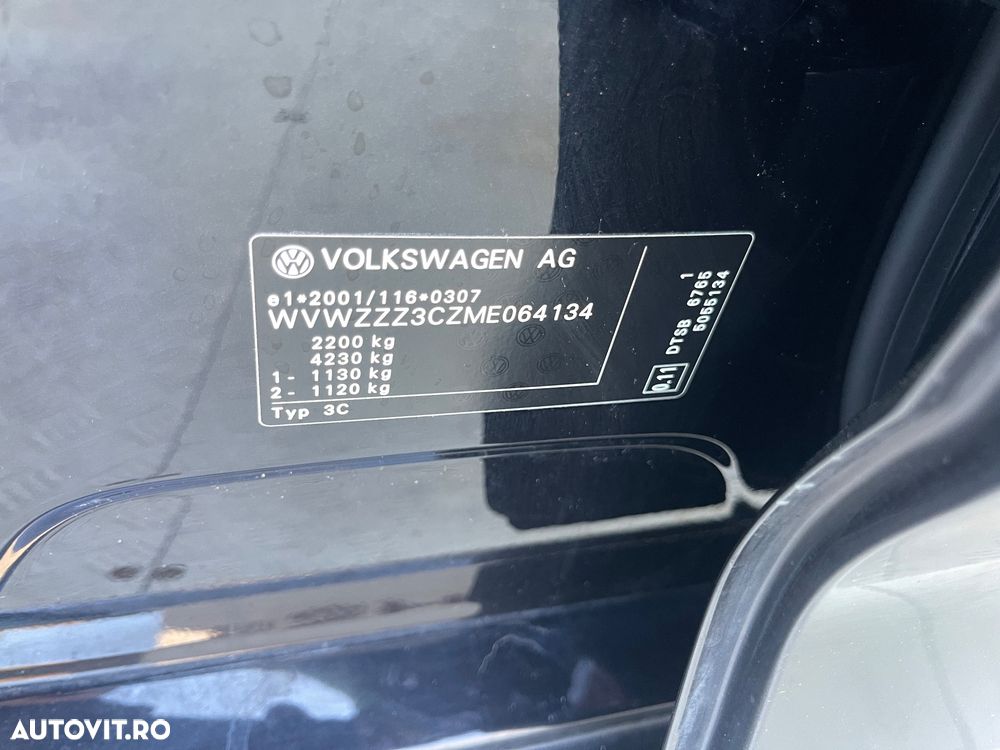 VOLKSWAGEN AG
e1*2001/116*0307
WVWZZZ3CZME064134
2200 kg
4230 kg
1 - 1130 kg
2 - 1120 kg
Typ 3C
0.11
DTSB 6765 1
5055134
AUTOVIT.RO